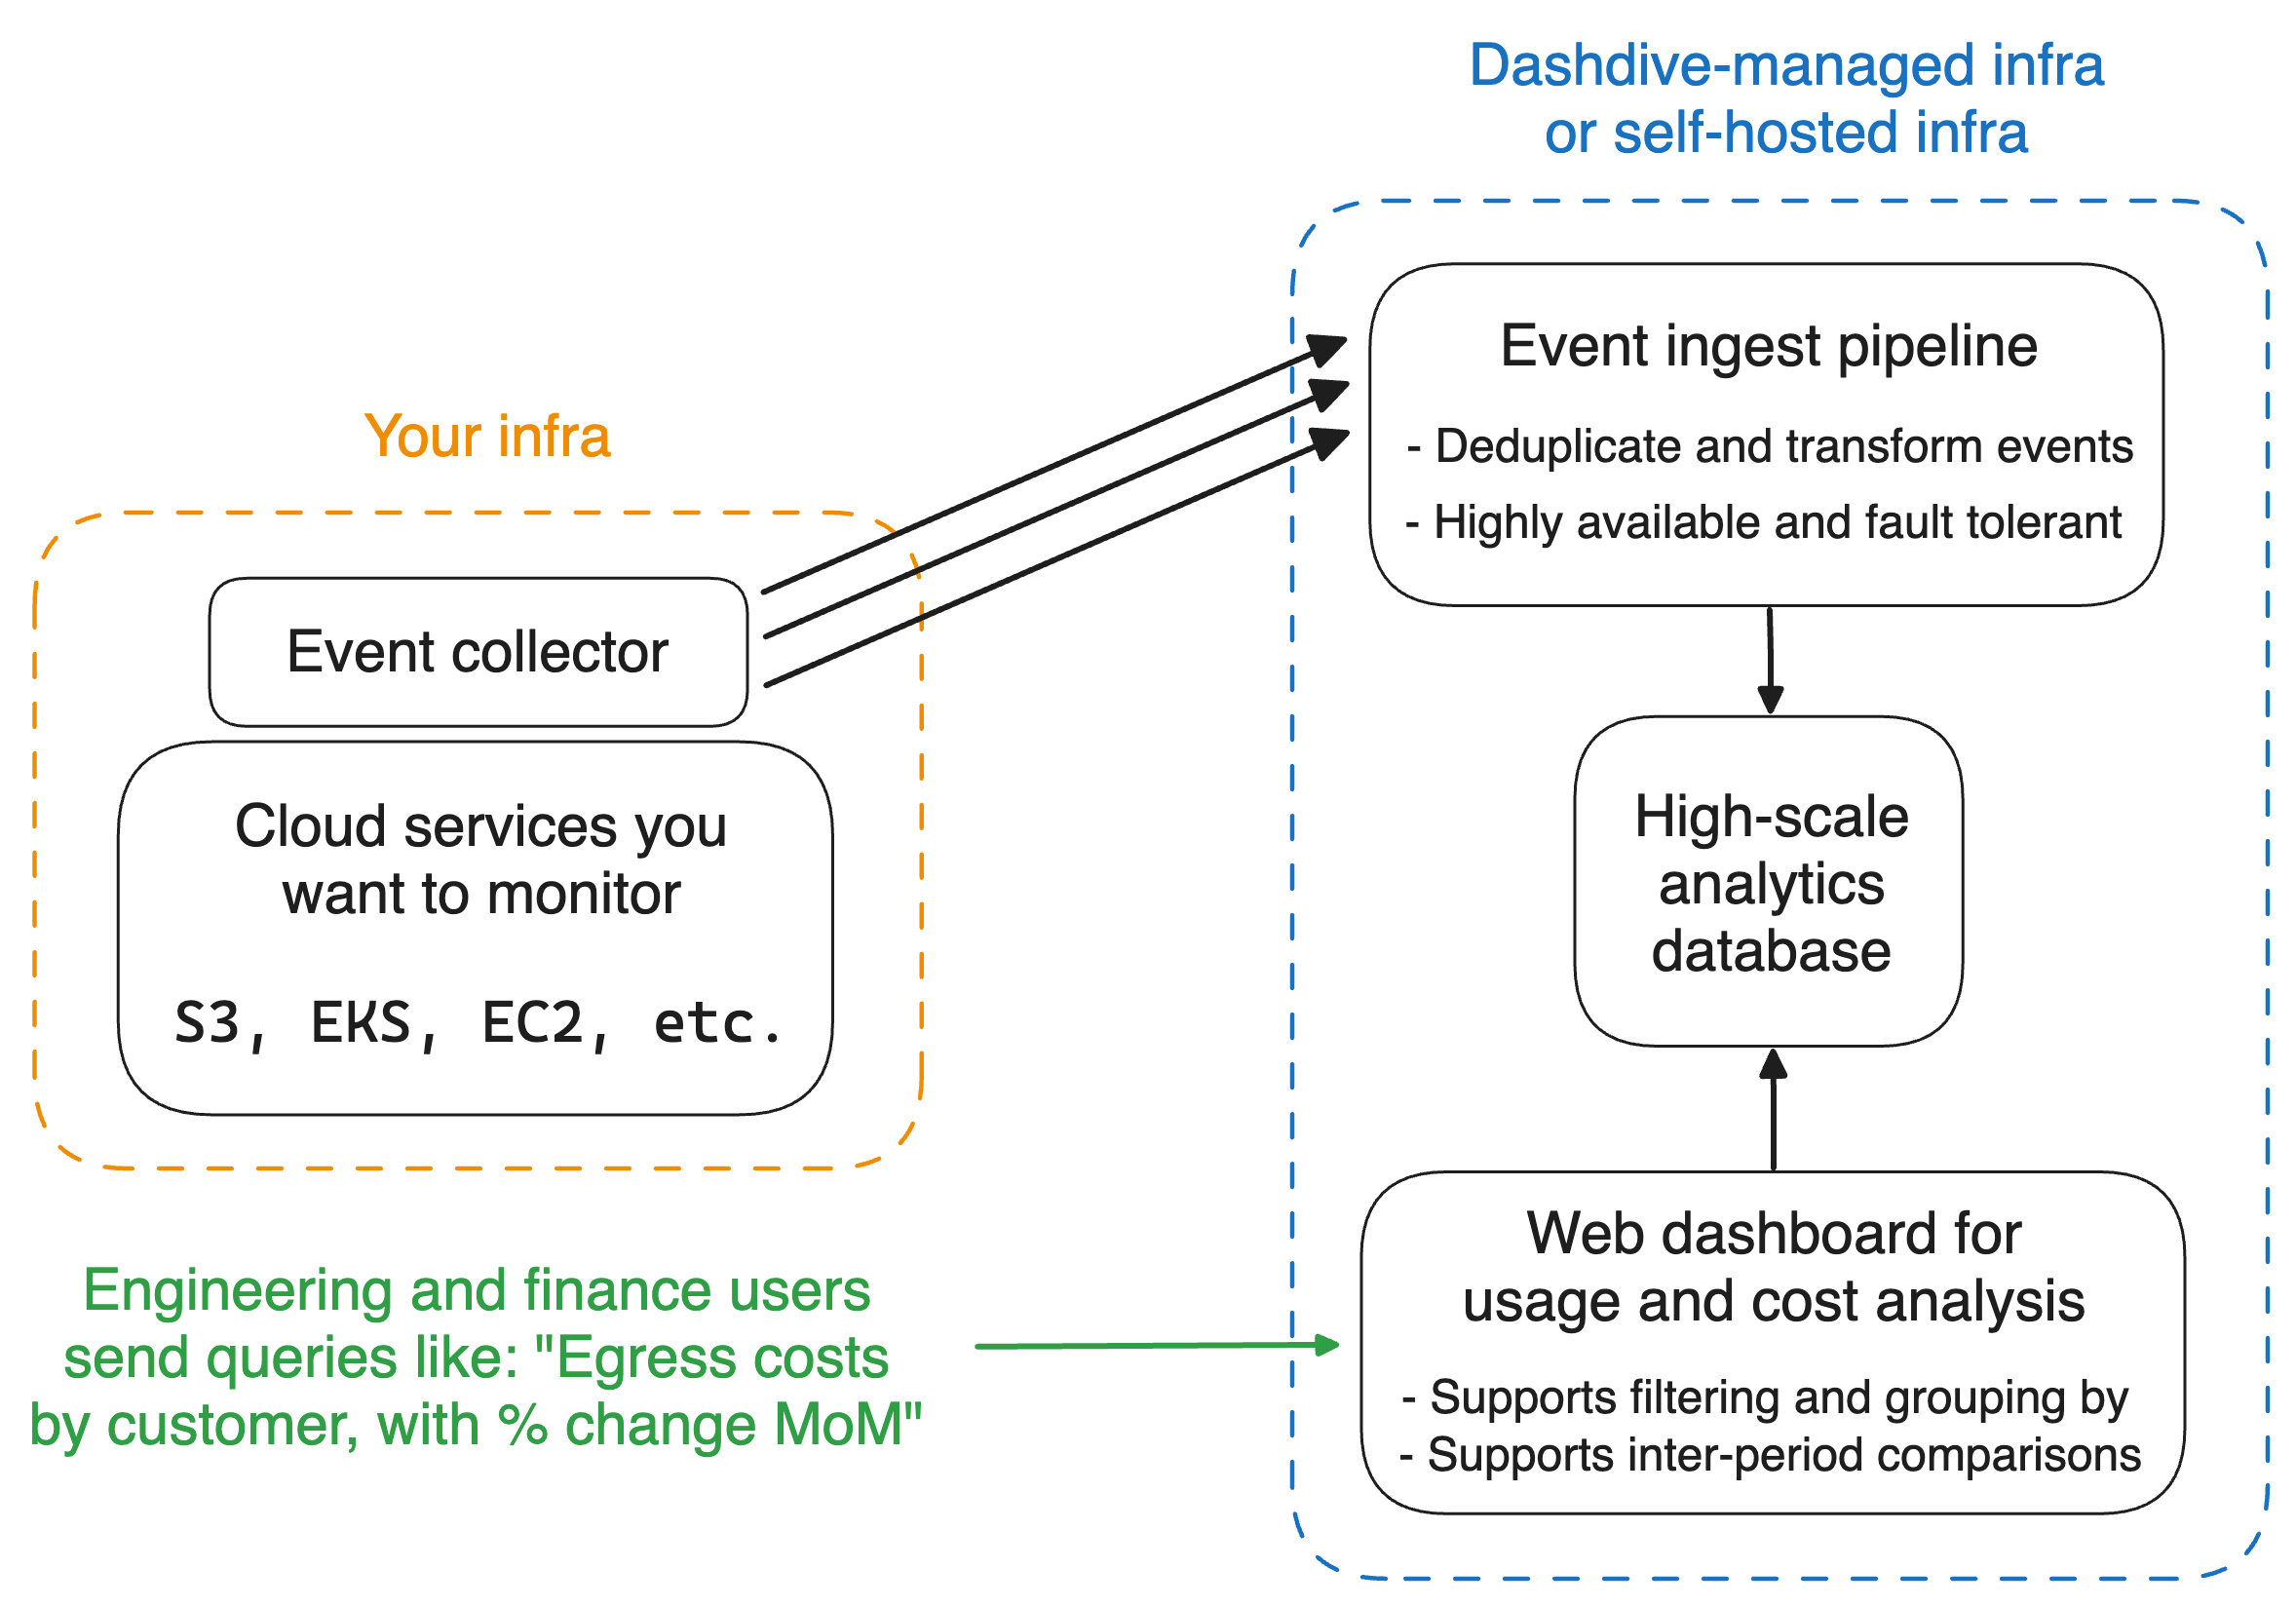 Dashdive-managed infra
or self-hosted infra
Event ingest pipeline
- Deduplicate and transform events
- Highly available and fault tolerant
Your infra
Event collector
Cloud services you
want to monitor
S3, EKS, EC2, etc.
High-scale
analytics
database
Engineering and finance users
send queries like: "Egress costs
by customer, with % change MoM"
Web dashboard for
usage and cost analysis
- Supports filtering and grouping by
- Supports inter-period comparisons